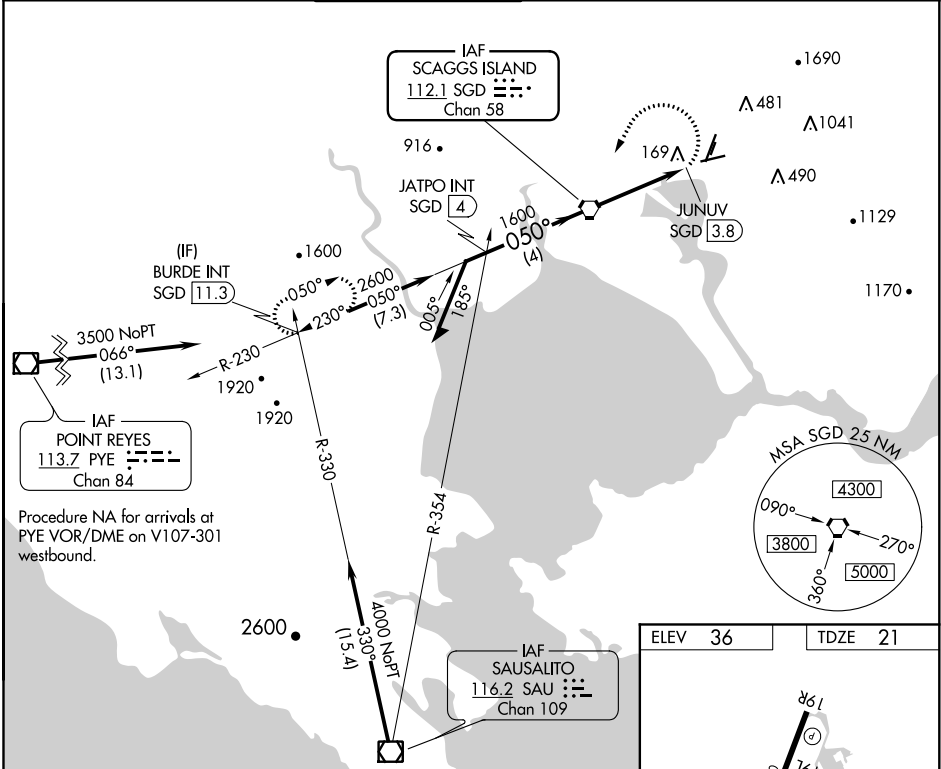 IAF
SCAGGS ISLAND
112.1 SGD
Chan 58
1690
481
1041
916
169
490
JATPO INT
SGD 4
JUNUV
SGD 3.8
1129
1170
1600
050°
(4)
(IF)
BURDE INT
SGD 11.3
1600
050°
2600
230°
050°
(7.3)
005°
185°
3500 NoPT
066°
(13.1)
R-230
1920
1920
IAF
POINT REYES
113.7 PYE
Chan 84
Procedure NA for arrivals at
PYE VOR/DME on V107-301
westbound.
R-330
R-354
MSA SGD 25 NM
4300
090°
3800
270°
5000
360°
2600
4000 NoPT
330°
(15.4)
IAF
SAUSALITO
116.2 SAU
Chan 109
ELEV 36
TDZE 21
19R
P